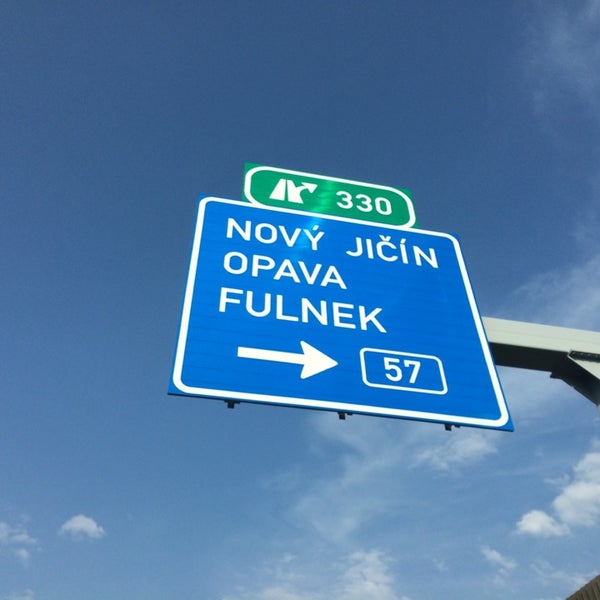 330
NOVÝ JIČÍN
OPAVA
FULNEK
57